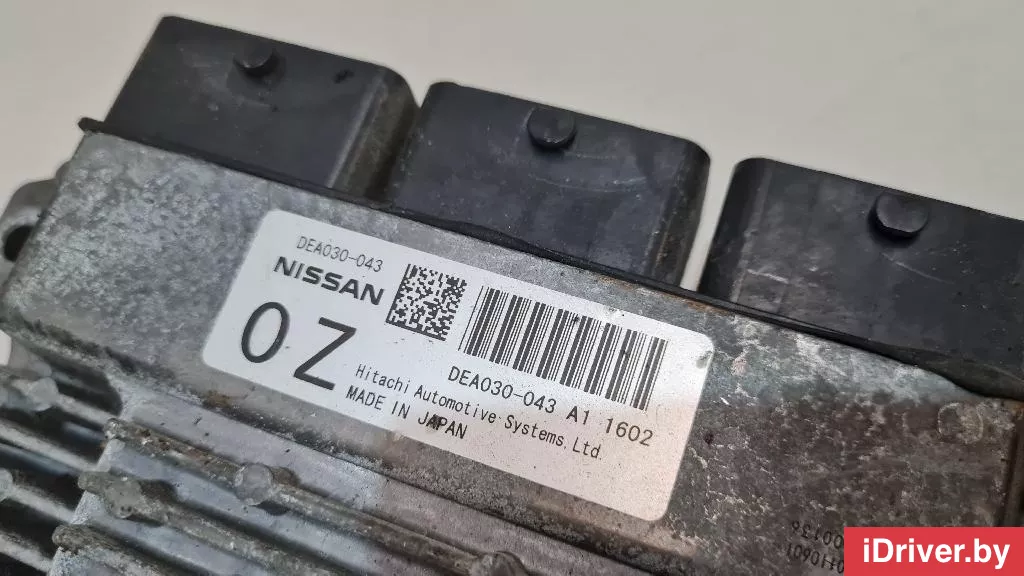 DEA030-043
NISSAN
OZ
DEA030-043 A1 1602
Hitachi Automotive Systems, Ltd.
MADE IN JAPAN
iDriver.by